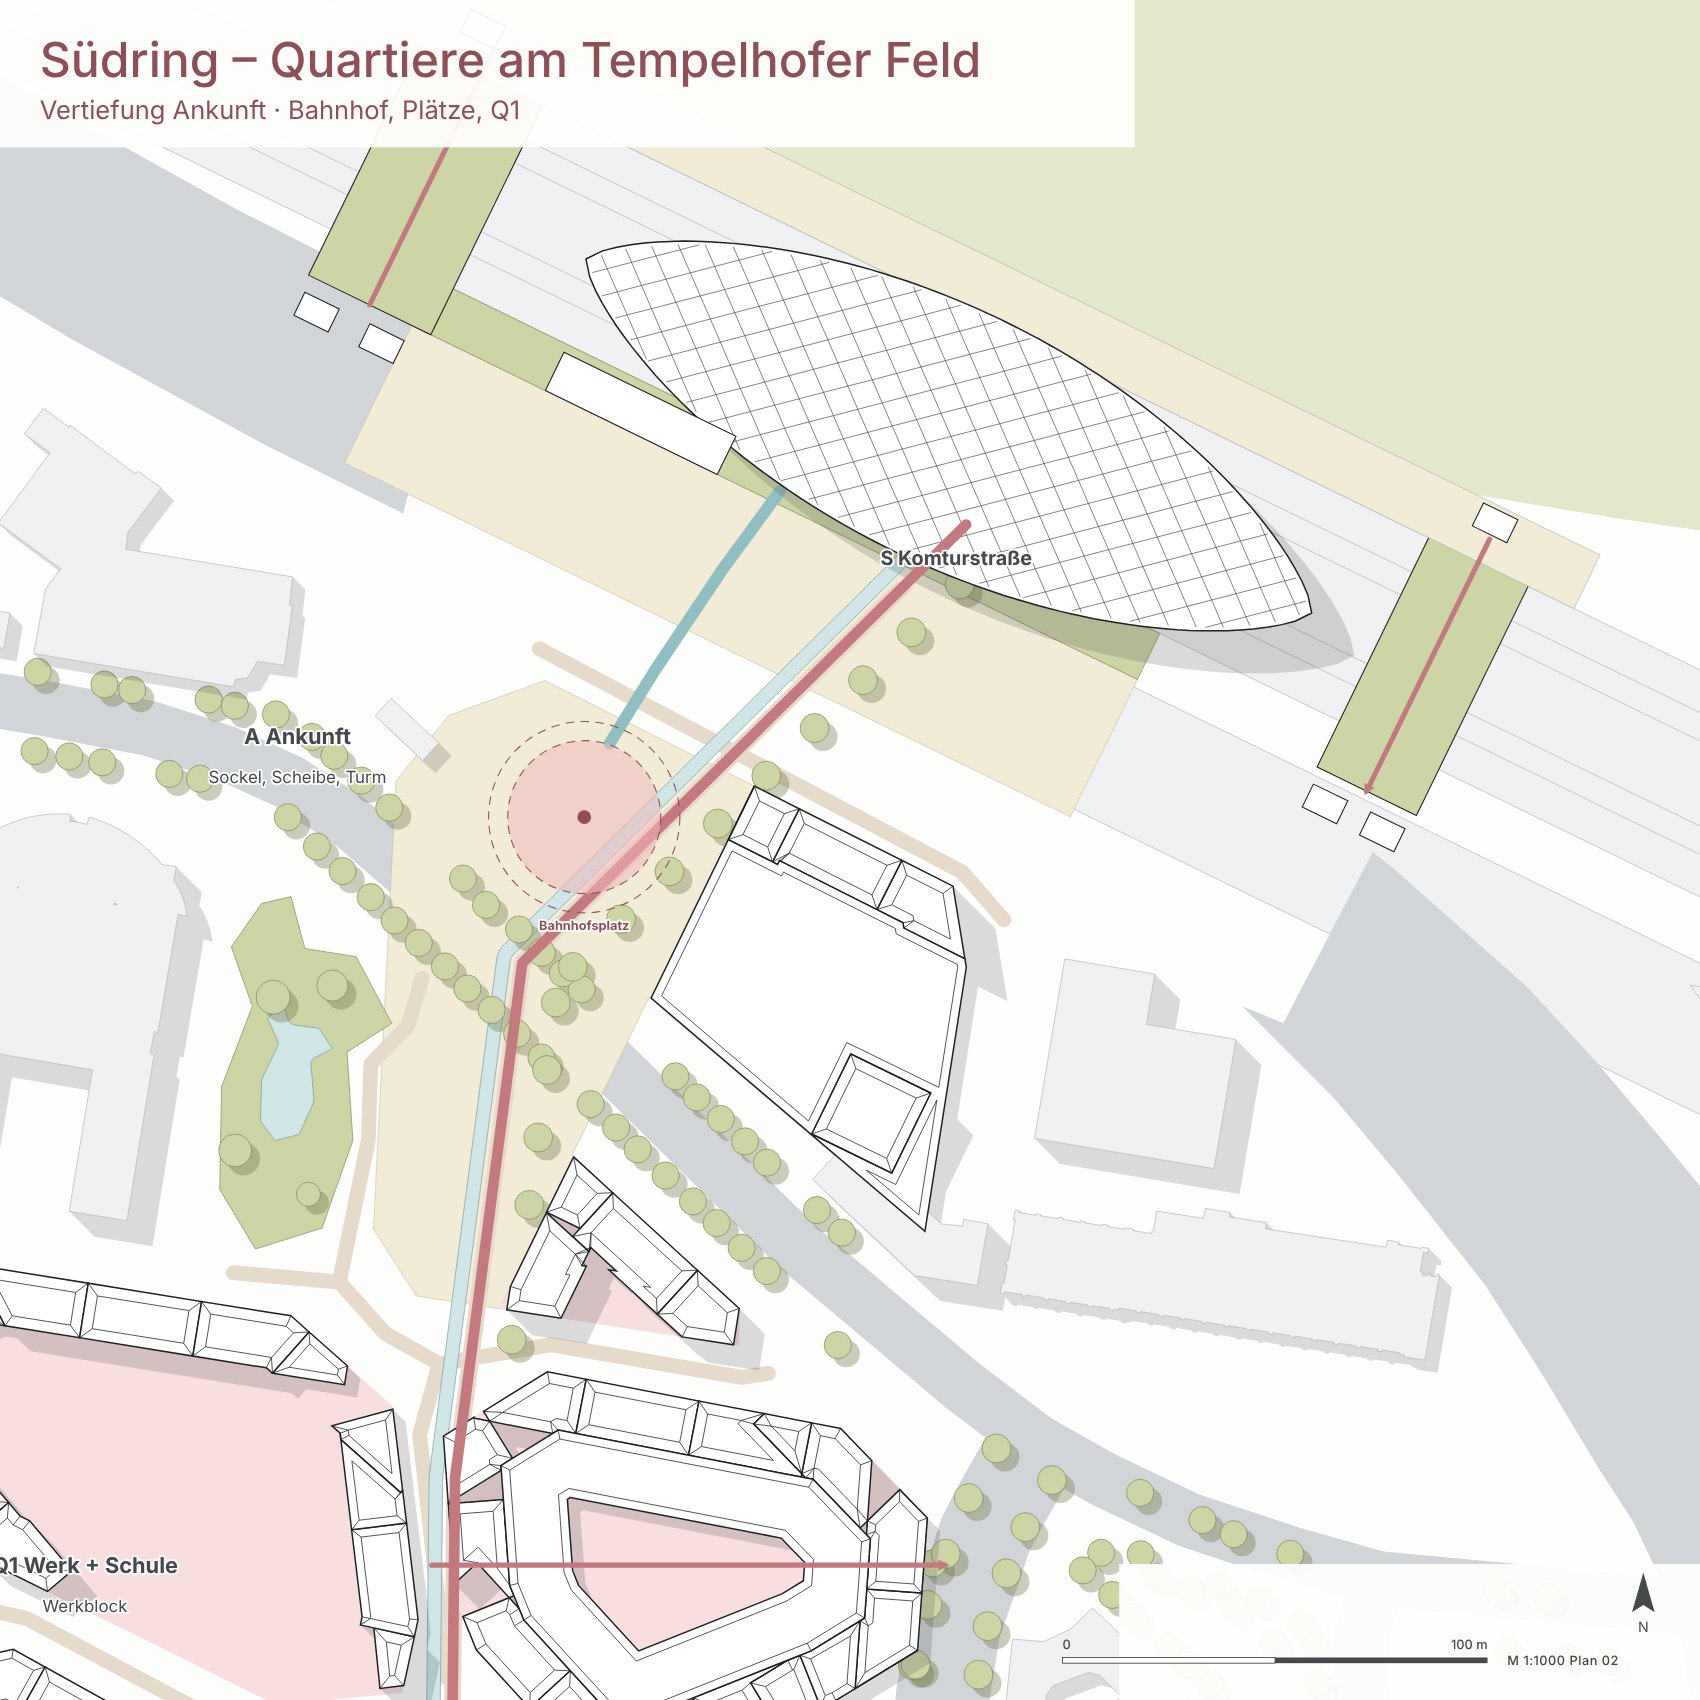 Südring – Quartiere am Tempelhofer Feld
Vertiefung Ankunft · Bahnhof, Plätze, Q1
S Komturstraße
A Ankunft
Sockel, Scheibe, Turm
Bahnhofsplatz
Q1 Werk + Schule
Werkblock
0
100 m
M 1:1000 Plan 02
N